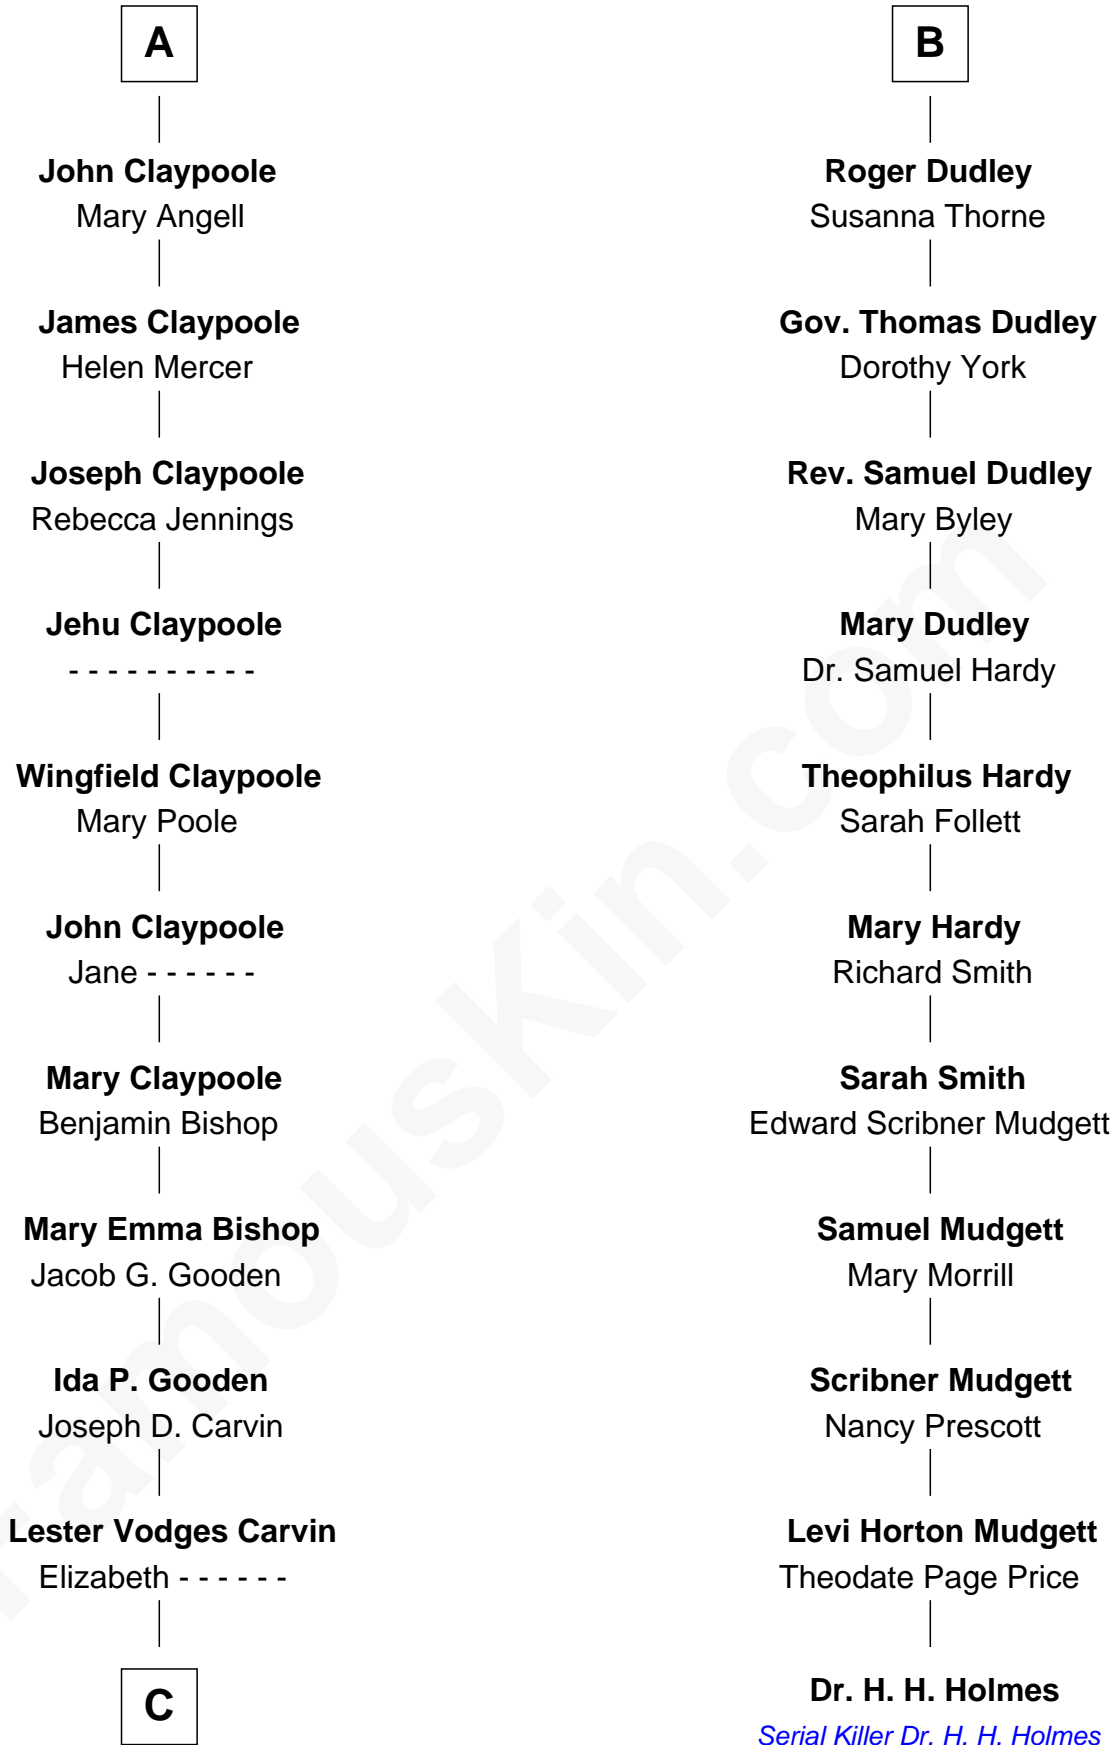 A
John Claypoole
Mary Angell
James Claypoole
Helen Mercer
Joseph Claypoole
Rebecca Jennings
Jehu Claypoole
- - - - - - - - - -
Wingfield Claypoole
Mary Poole
John Claypoole
Jane - - - - - -
Mary Claypoole
Benjamin Bishop
Mary Emma Bishop
Jacob G. Gooden
Ida P. Gooden
Joseph D. Carvin
Lester Vodges Carvin
Elizabeth - - - - - -
C
B
Roger Dudley
Susanna Thorne
Gov. Thomas Dudley
Dorothy York
Rev. Samuel Dudley
Mary Byley
Mary Dudley
Dr. Samuel Hardy
Theophilus Hardy
Sarah Follett
Mary Hardy
Richard Smith
Sarah Smith
Edward Scribner Mudgett
Samuel Mudgett
Mary Morrill
Scribner Mudgett
Nancy Prescott
Levi Horton Mudgett
Theodate Page Price
Dr. H. H. Holmes
Serial Killer Dr. H. H. Holmes
FamousKin.com